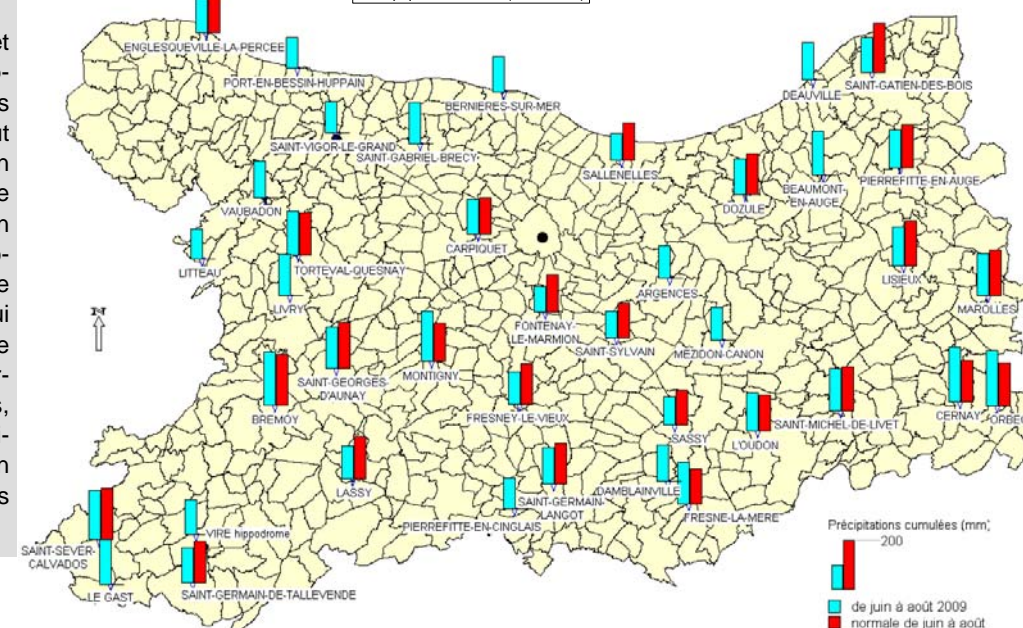 ENGLESQUEVILLE-LA-PERCEE
PORT-EN-BESSIN-HUPPAIN
BERNIERES-SUR-MER
DEAUVILLE
SAINT-GATIEN-DES-BOIS
SAINT-VIGOR-LE-GRAND
SAINT-GABRIEL-BRECY
SALLENELLES
DOZULE
BEAUMONT-
EN-AUGE
PIERREFITTE-EN-AUGE
VAUBADON
CARPIQUET
LITTEAU
TORTEVAL-QUESNAY
ARGENCES
LISIEUX
MAROLLES
LIVRY
FONTENAY-
LE-MARMION
SAINT-SYLVAIN
MEZIDON-CANON
SAINT-GEORGES-
D'AUNAY
MONTIGNY
BREMOY
FRESNEY-LE-VIEUX
SASSY
L'OUDON
SAINT-MICHEL-DE-LIVET
CERNAY
ORBEC
LASSY
SAINT-GERMAIN-
LANGOT
DAMBLAINVILLE
FRESNE-LA-MERE
PIERREFITTE-EN-CINGLAIS
VIRE hippodrome
SAINT-SEVER-
CALVADOS
LE GAST
SAINT-GERMAIN-DE-TALLEVENDE
Précipitations cumulées (mm)
200
de juin à août 2009
normale de juin à août